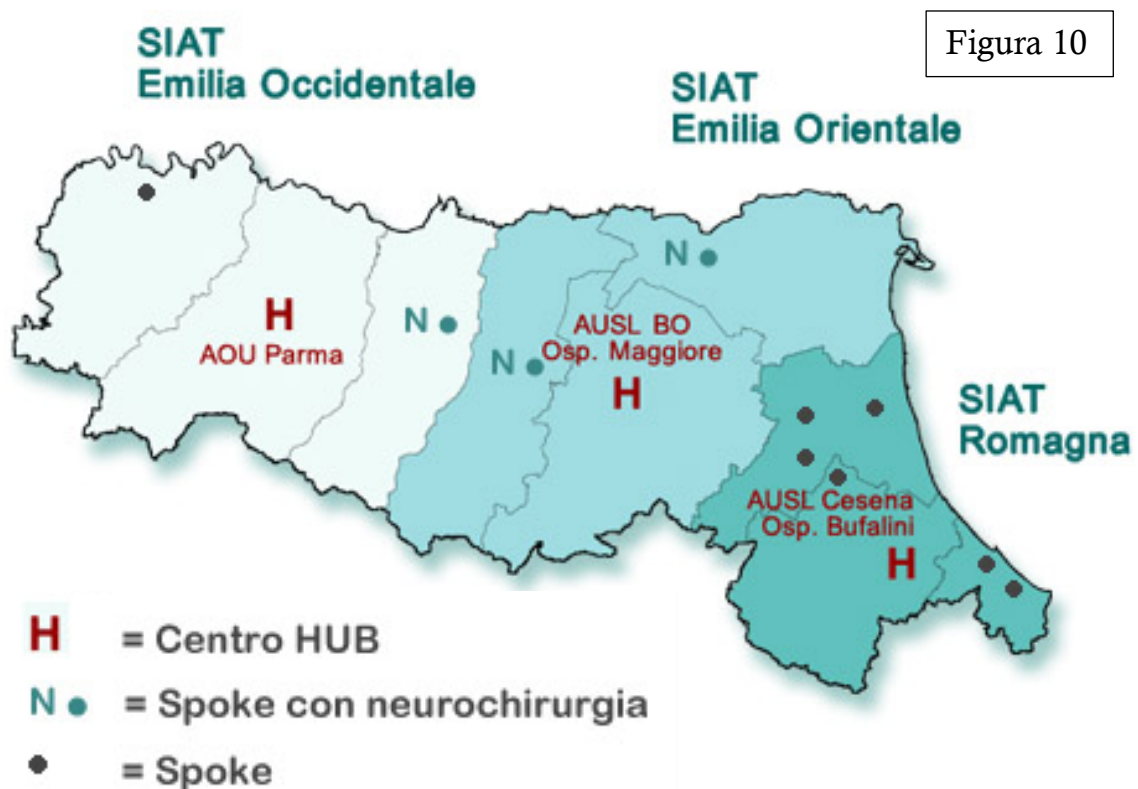 Figura 10
SIAT
Emilia Occidentale
SIAT
Emilia Orientale
N
N
H
AOU Parma
N
AUSL BO
Osp. Maggiore
H
SIAT
Romagna
AUSL Cesena
Osp. Bufalini
H
H = Centro HUB
N = Spoke con neurochirurgia
= Spoke